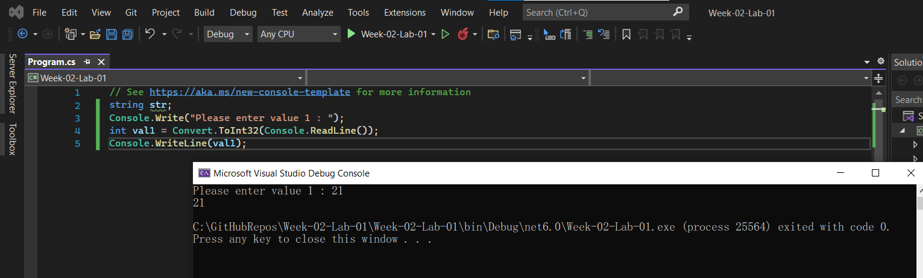 File Edit View Git Project Build Debug Test Analyze Tools Extensions Window Help Search (Ctrl+Q) Week-02-Lab-01
Debug Any CPU Week-02-Lab-01
Server Explorer
Toolbox
Program.cs
Week-02-Lab-01
1 // See https://aka.ms/new-console-template for more information
2 string str;
3 Console.Write("Please enter value 1 : ");
4 int val1 = Convert.ToInt32(Console.ReadLine());
5 Console.WriteLine(val1);
Solutio
Search
S
Microsoft Visual Studio Debug Console
Please enter value 1 : 21
21
C:\GitHubRepos\Week-02-Lab-01\Week-02-Lab-01\bin\Debug\net6.0\Week-02-Lab-01.exe (process 25564) exited with code 0.
Press any key to close this window . . .